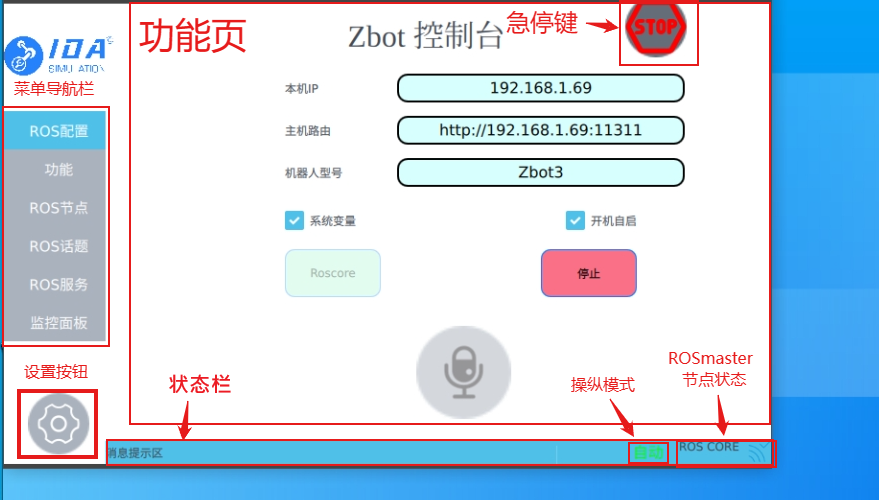 功能页
Zbot 控制台
急停键
STOP
IDA
SIMULATION
菜单导航栏
本机IP
192.168.1.69
ROS配置
主机路由
http://192.168.1.69:11311
功能
机器人型号
Zbot3
ROS节点
系统变量
开机自启
ROS话题
Roscore
停止
ROS服务
监控面板
设置按钮
状态栏
操纵模式
ROSmaster
节点状态
消息提示区
自动
ROS CORE